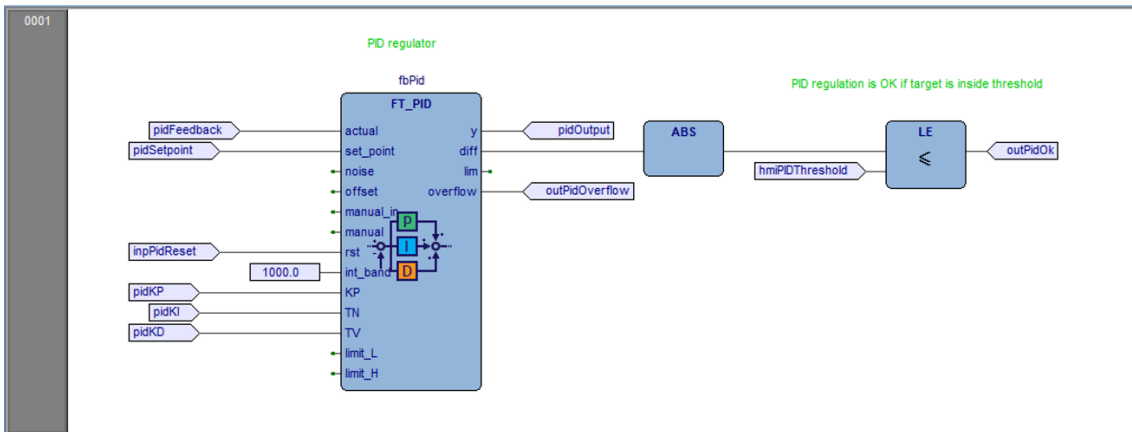 0001
PID regulator
fbPid
PID regulation is OK if target is inside threshold
FT_PID
ABS
LE
pidFeedback
actual
y
pidOutput
pidSetpoint
set_point
diff
≤
outPidOk
noise
lim
hmiPIDThreshold
offset
overflow
outPidOverflow
manual_in
manual
P
inpPidReset
rst
I
1000.0
int_band
D
pidKP
KP
pidKI
TN
pidKD
TV
limit_L
limit_H